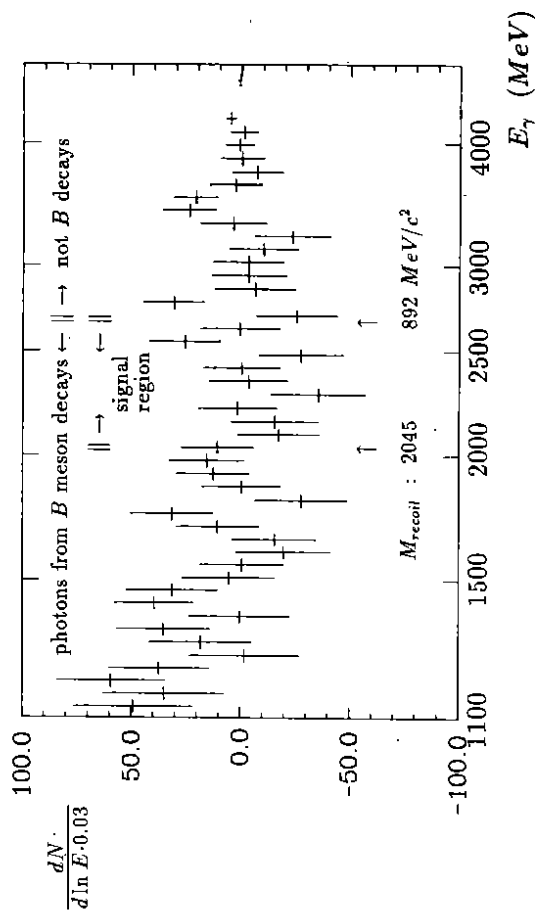 dN
d ln E·0.03
100.0
50.0
0.0
-50.0
-100.0
photons from B meson decays ← || → not B decays
|| → ← ||
signal
region
↑ ↑
M_recoil : 2045 892 MeV/c²
1100 1500 2000 2500 3000 4000
E_γ (MeV)